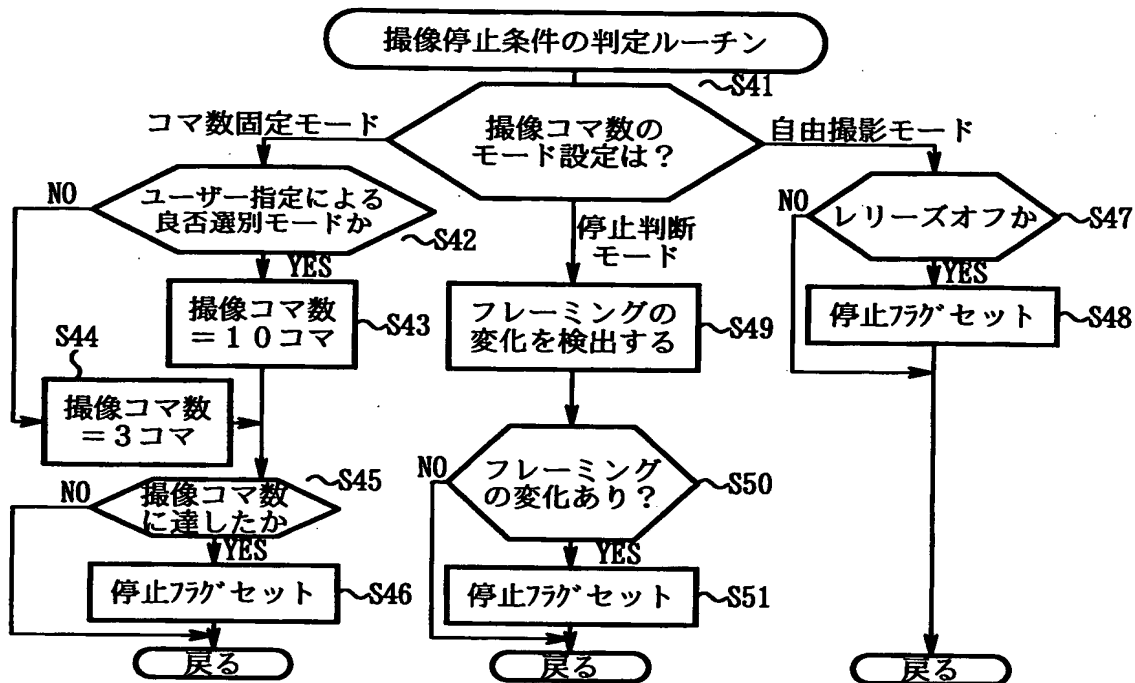 撮像停止条件の判定ルーチン
S41
撮像コマ数の
モード設定は？
コマ数固定モード
自由撮影モード
停止判断
モード
ユーザー指定による
良否選別モードか
NO
S42
YES
撮像コマ数
＝１０コマ
S43
S44
撮像コマ数
＝３コマ
撮像コマ数
に達したか
S45
NO
YES
停止ﾌﾗｸﾞセット
S46
戻る
フレーミングの
変化を検出する
S49
フレーミング
の変化あり？
S50
NO
YES
停止ﾌﾗｸﾞセット
S51
戻る
レリーズオフか
S47
NO
YES
停止ﾌﾗｸﾞセット
S48
戻る